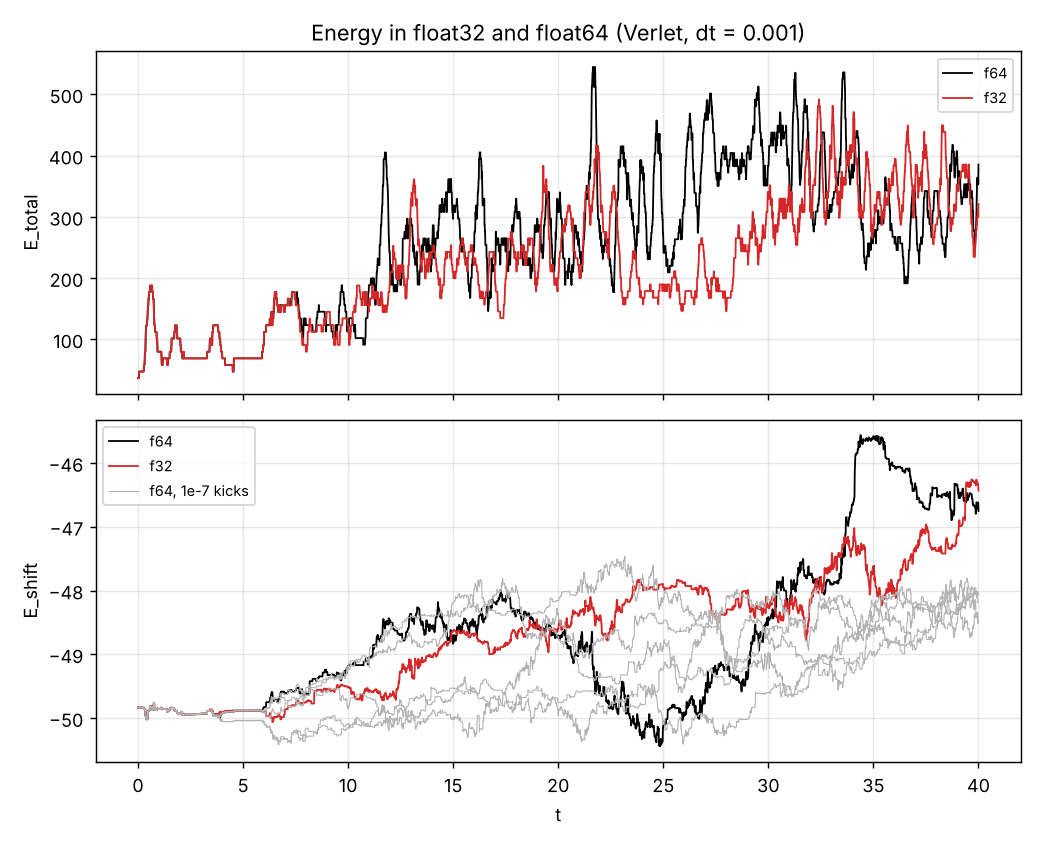 Energy in float32 and float64 (Verlet, dt = 0.001)
f64
f32
500
400
300
200
100
E_total
f64
f32
f64, 1e-7 kicks
−46
−47
−48
−49
−50
E_shift
0 5 10 15 20 25 30 35 40
t